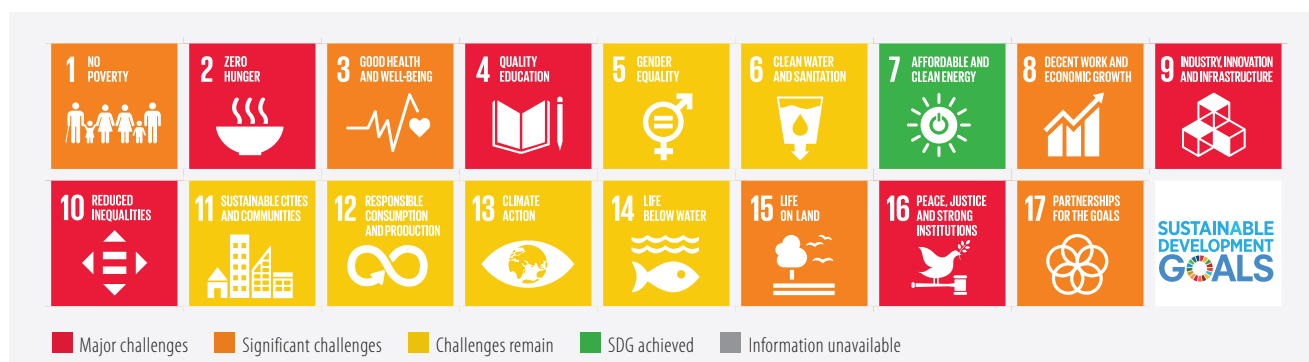 1 NO
POVERTY
2 ZERO
HUNGER
3 GOOD HEALTH
AND WELL-BEING
4 QUALITY
EDUCATION
5 GENDER
EQUALITY
6 CLEAN WATER
AND SANITATION
7 AFFORDABLE AND
CLEAN ENERGY
8 DECENT WORK AND
ECONOMIC GROWTH
9 INDUSTRY, INNOVATION
AND INFRASTRUCTURE
10 REDUCED
INEQUALITIES
11 SUSTAINABLE CITIES
AND COMMUNITIES
12 RESPONSIBLE
CONSUMPTION
AND PRODUCTION
13 CLIMATE
ACTION
14 LIFE
BELOW WATER
15 LIFE
ON LAND
16 PEACE, JUSTICE
AND STRONG
INSTITUTIONS
17 PARTNERSHIPS
FOR THE GOALS
SUSTAINABLE
DEVELOPMENT
GOALS
Major challenges Significant challenges Challenges remain SDG achieved Information unavailable